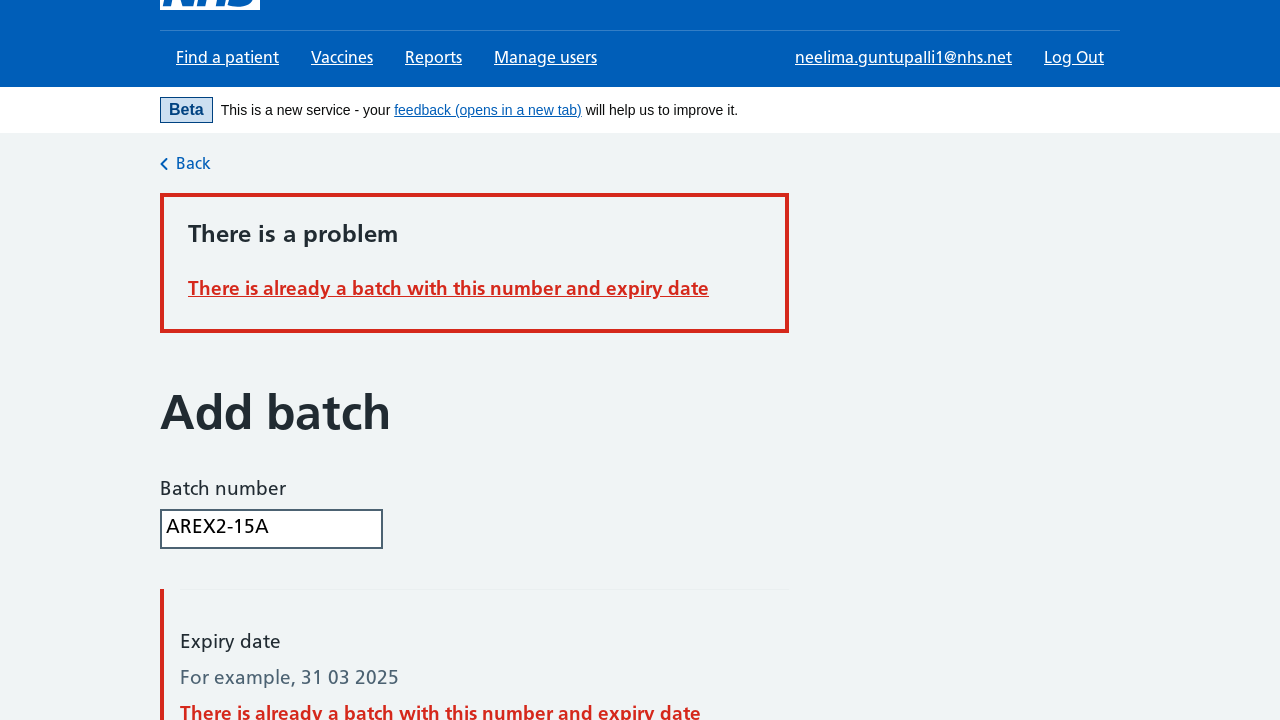 NHS
Find a patient Vaccines Reports Manage users neelima.guntupalli1@nhs.net Log Out
Beta This is a new service - your feedback (opens in a new tab) will help us to improve it.
Back
There is a problem
There is already a batch with this number and expiry date
Add batch
Batch number
AREX2-15A
Expiry date
For example, 31 03 2025
There is already a batch with this number and expiry date